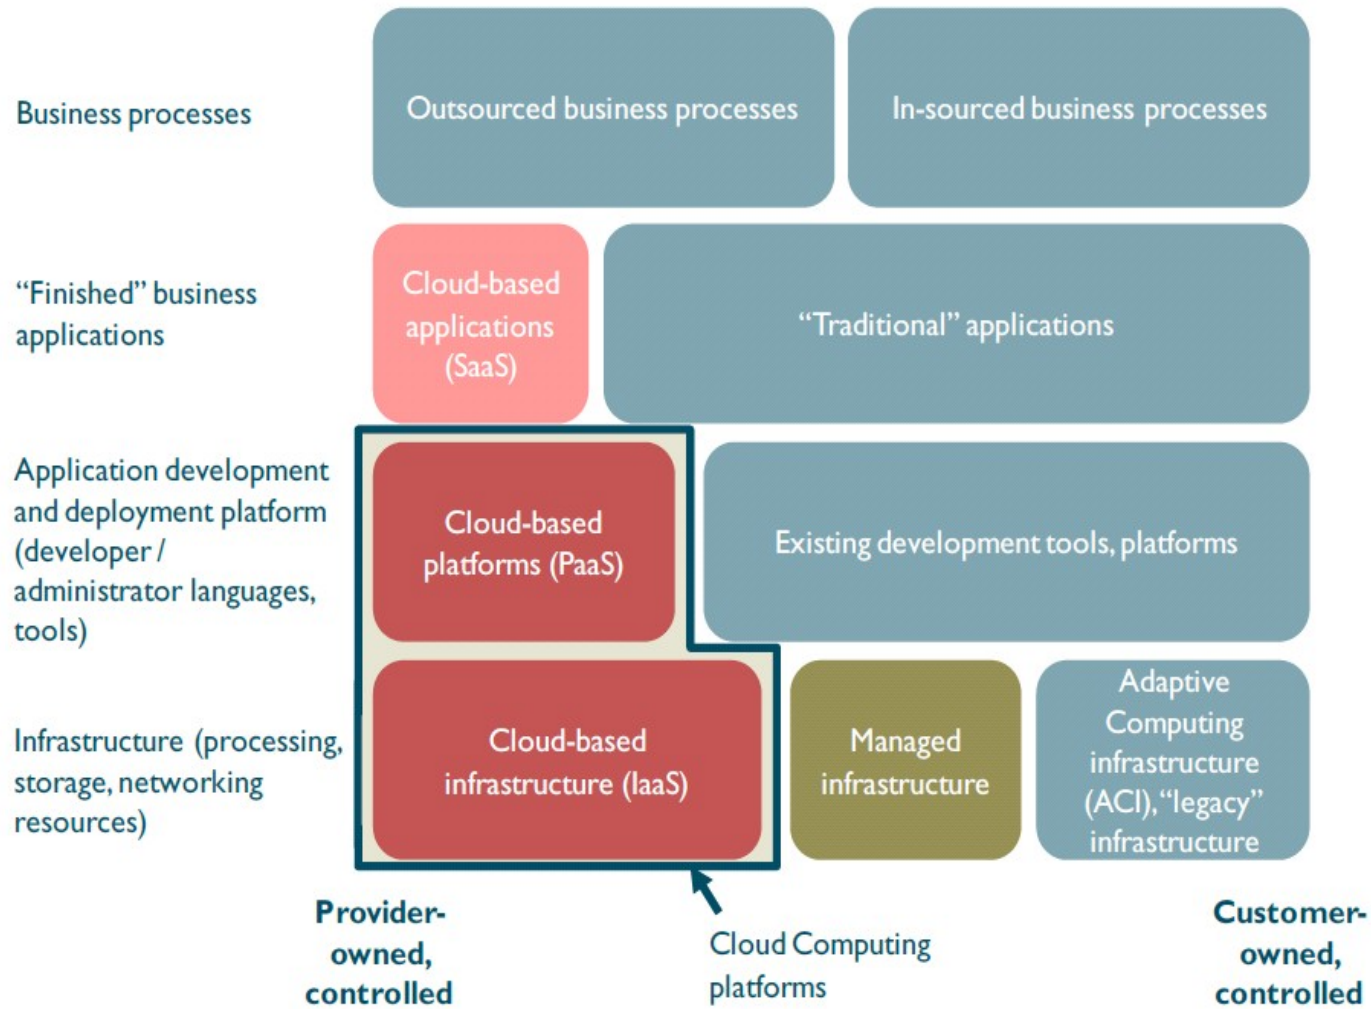 Business processes
Outsourced business processes
In-sourced business processes
“Finished” business
applications
Cloud-based
applications
(SaaS)
“Traditional” applications
Application development
and deployment platform
(developer /
administrator languages,
tools)
Cloud-based
platforms (PaaS)
Existing development tools, platforms
Infrastructure (processing,
storage, networking
resources)
Cloud-based
infrastructure (IaaS)
Managed
infrastructure
Adaptive
Computing
infrastructure
(ACI), “legacy”
infrastructure
Provider-
owned,
controlled
Cloud Computing
platforms
Customer-
owned,
controlled